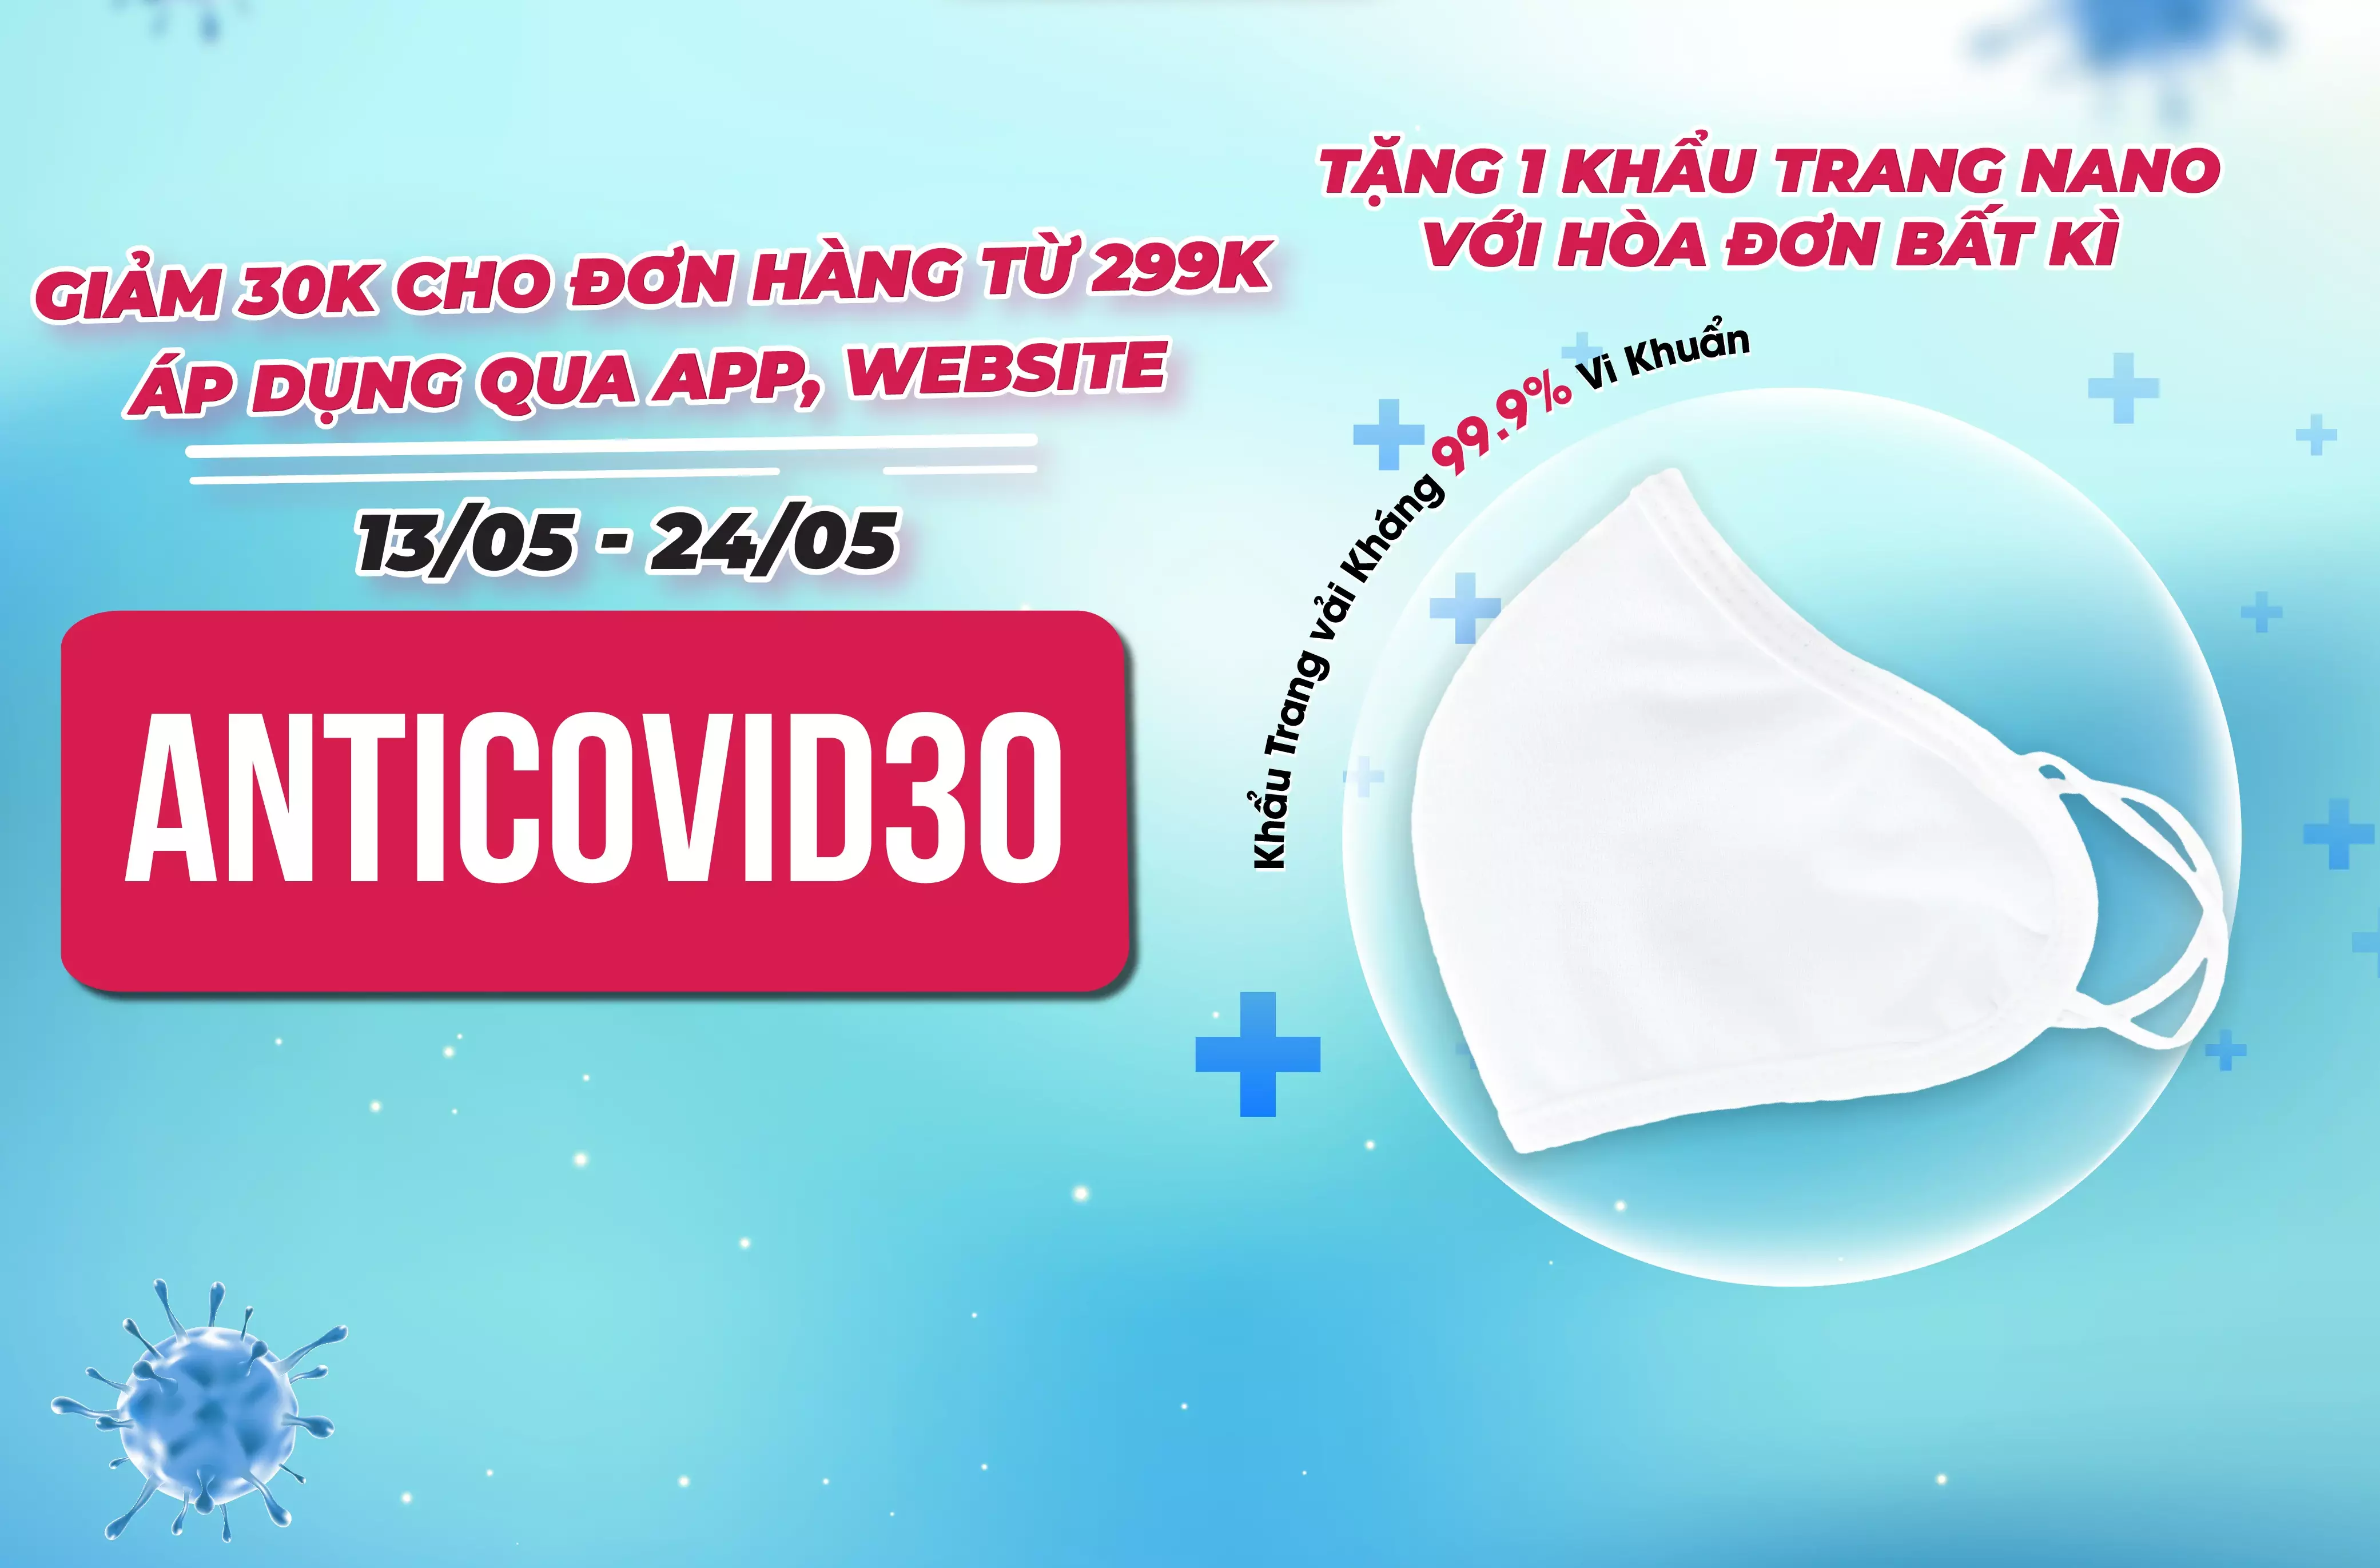 GIẢM 30K CHO ĐƠN HÀNG TỪ 299K
ÁP DỤNG QUA APP, WEBSITE
13/05 - 24/05
ANTICOVID30
TẶNG 1 KHẨU TRANG NANO
VỚI HÒA ĐƠN BẤT KÌ
Khẩu Trang vải Kháng 99.9% Vi Khuẩn